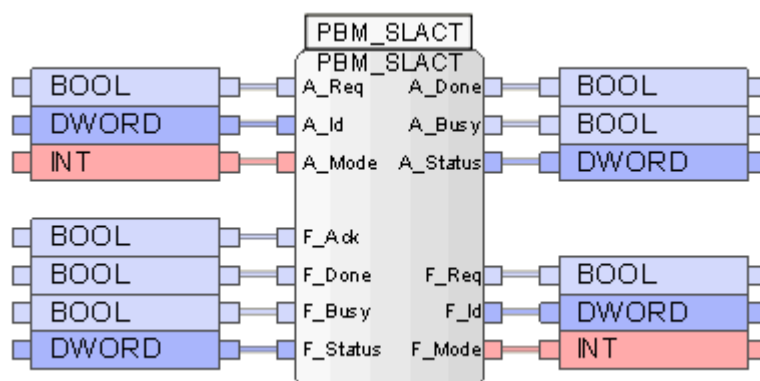 PBM_SLACT
PBM_SLACT
BOOL A_Req A_Done BOOL
DWORD A_Id A_Busy BOOL
INT A_Mode A_Status DWORD
BOOL F_Ack
BOOL F_Done F_Req BOOL
BOOL F_Busy F_Id DWORD
DWORD F_Status F_Mode INT